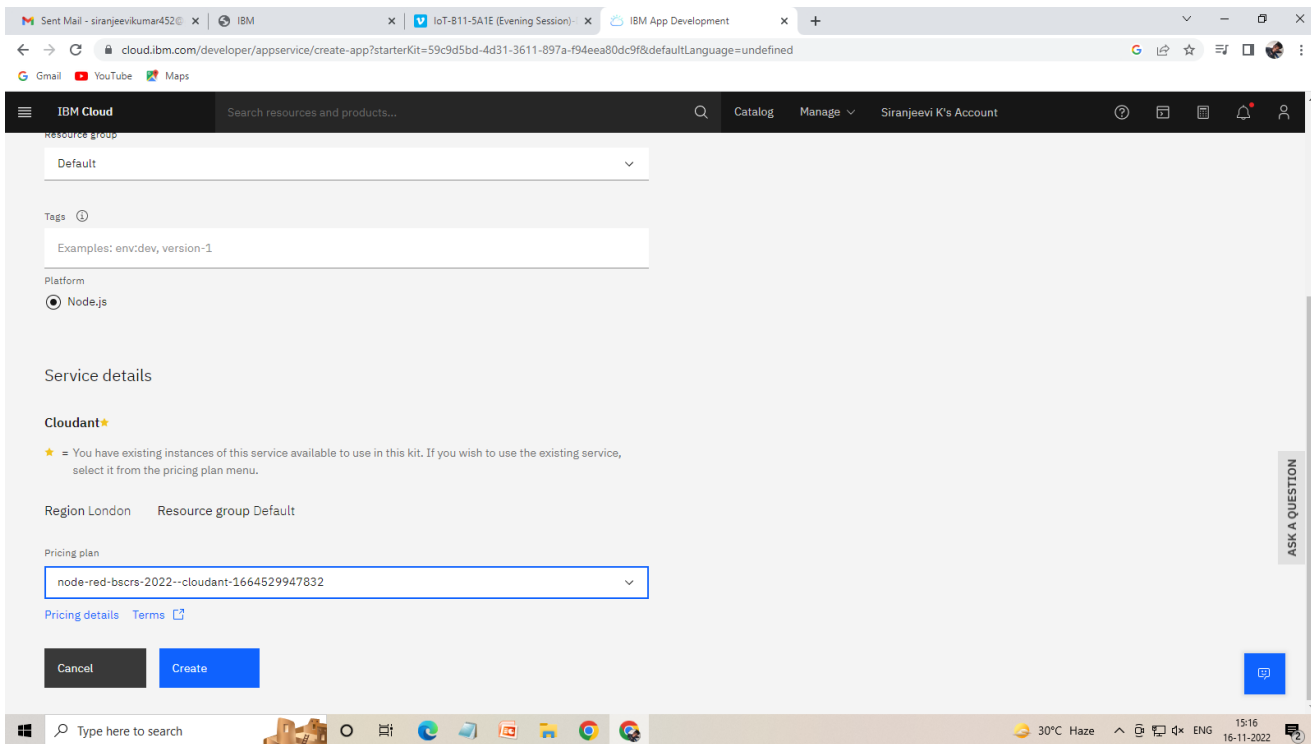 Sent Mail - siranjeevikumar452@
IBM
IoT-B11-5A1E (Evening Session)-
IBM App Development
cloud.ibm.com/developer/appservice/create-app?starterKit=59c9d5bd-4d31-3611-897a-f94eea80dc9f&defaultLanguage=undefined
Gmail YouTube Maps
IBM Cloud Search resources and products... Catalog Manage Siranjeevi K's Account
Resource group
Default
Tags
Examples: env:dev, version-1
Platform
Node.js
Service details
Cloudant★
★ = You have existing instances of this service available to use in this kit. If you wish to use the existing service,
select it from the pricing plan menu.
Region London Resource group Default
Pricing plan
node-red-bscrs-2022--cloudant-1664529947832
Pricing details Terms
Cancel Create
ASK A QUESTION
Type here to search
30°C Haze
ENG
15:16
16-11-2022
2